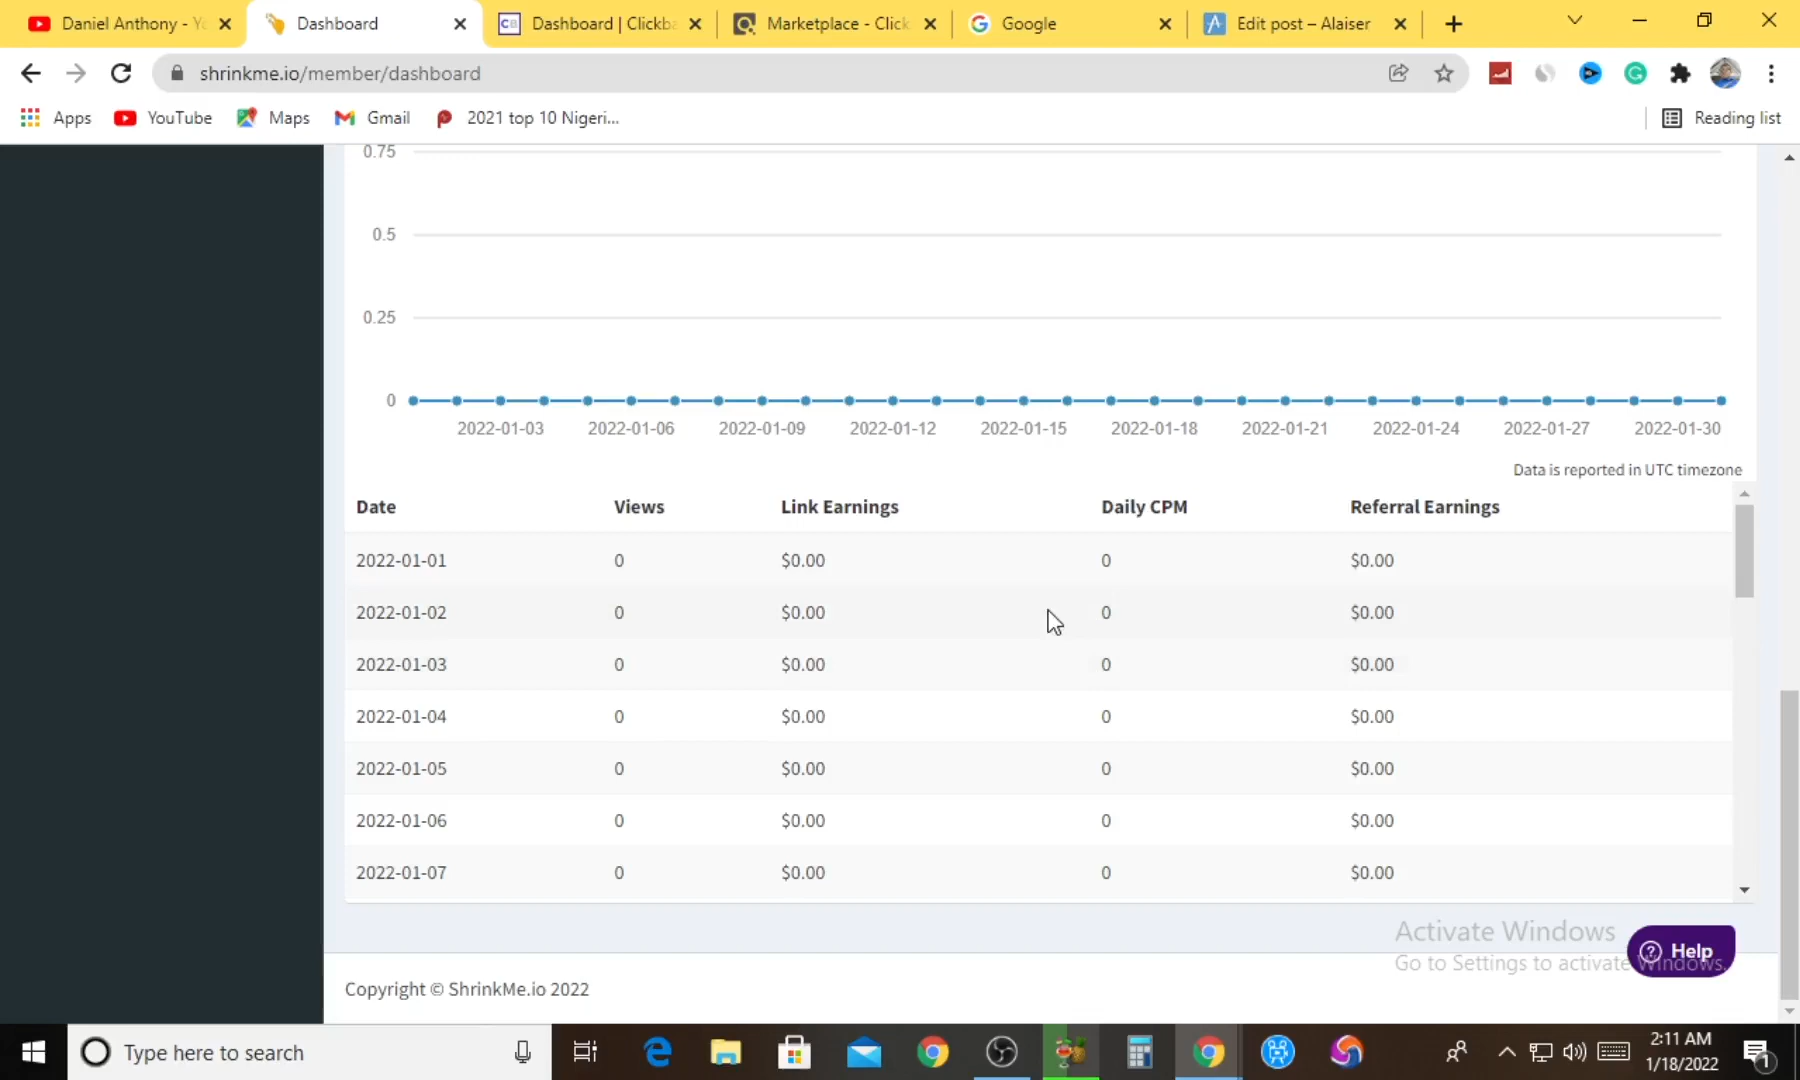 Daniel Anthony - Yo
Dashboard
Dashboard | Clickba
Marketplace - Click
Google
Edit post – Alaiser
shrinkme.io/member/dashboard
Apps
YouTube
Maps
Gmail
2021 top 10 Nigeri...
Reading list
0.75
0.5
0.25
0
2022-01-03 2022-01-06 2022-01-09 2022-01-12 2022-01-15 2022-01-18 2022-01-21 2022-01-24 2022-01-27 2022-01-30
Data is reported in UTC timezone
Date Views Link Earnings Daily CPM Referral Earnings
2022-01-01 0 $0.00 0 $0.00
2022-01-02 0 $0.00 0 $0.00
2022-01-03 0 $0.00 0 $0.00
2022-01-04 0 $0.00 0 $0.00
2022-01-05 0 $0.00 0 $0.00
2022-01-06 0 $0.00 0 $0.00
2022-01-07 0 $0.00 0 $0.00
Activate Windows
Go to Settings to activate Windows.
Help
Copyright © ShrinkMe.io 2022
Type here to search
2:11 AM
1/18/2022
1